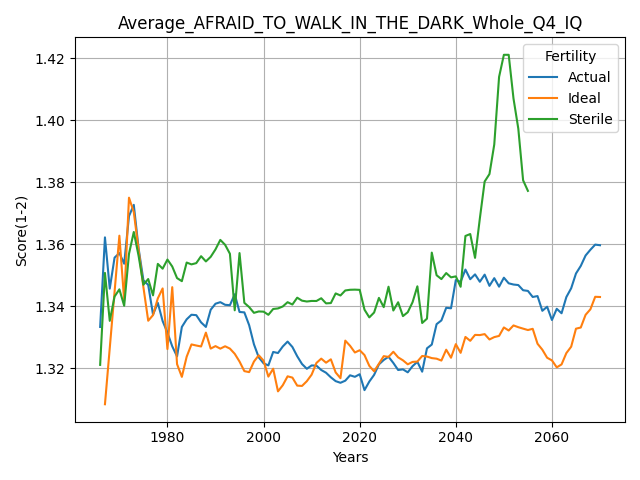 Average_AFRAID_TO_WALK_IN_THE_DARK_Whole_Q4_IQ
Fertility
Actual
Ideal
Sterile
Score(1-2)
1.42
1.40
1.38
1.36
1.34
1.32
1980
2000
2020
2040
2060
Years